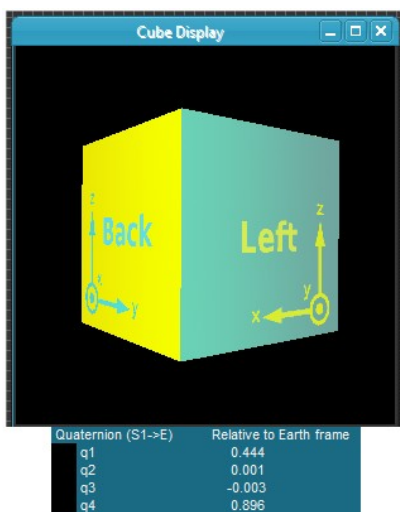 Cube Display
z
Back
x
y
Left
z
y
x
Quaternion (S1->E) Relative to Earth frame
q1 0.444
q2 0.001
q3 -0.003
q4 0.896